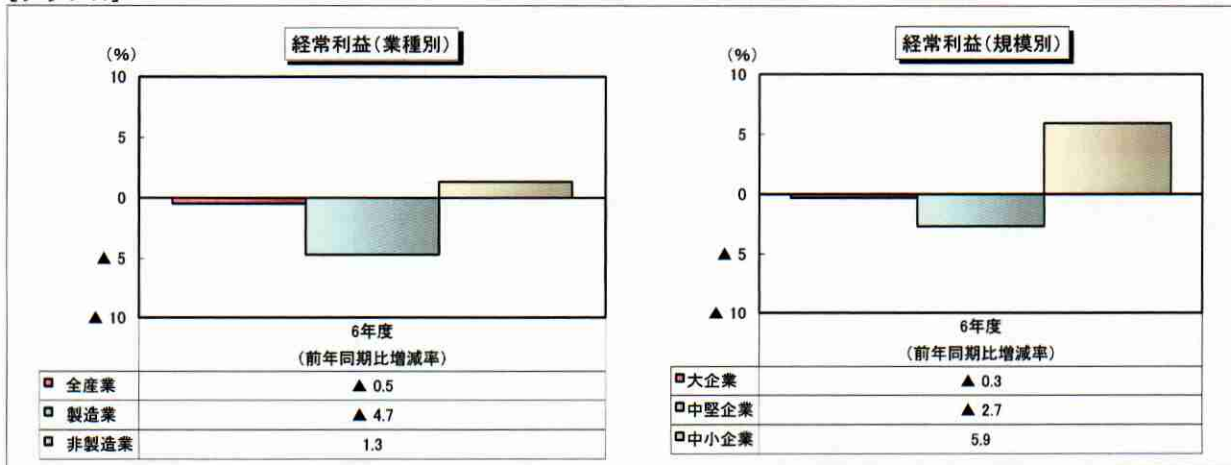 経常利益(業種別)
(%)
10
5
0
▲ 5
▲ 10
6年度
(前年同期比増減率)
全産業 ▲ 0.5
製造業 ▲ 4.7
非製造業 1.3
経常利益(規模別)
(%)
10
5
0
▲ 5
▲ 10
6年度
(前年同期比増減率)
大企業 ▲ 0.3
中堅企業 ▲ 2.7
中小企業 5.9